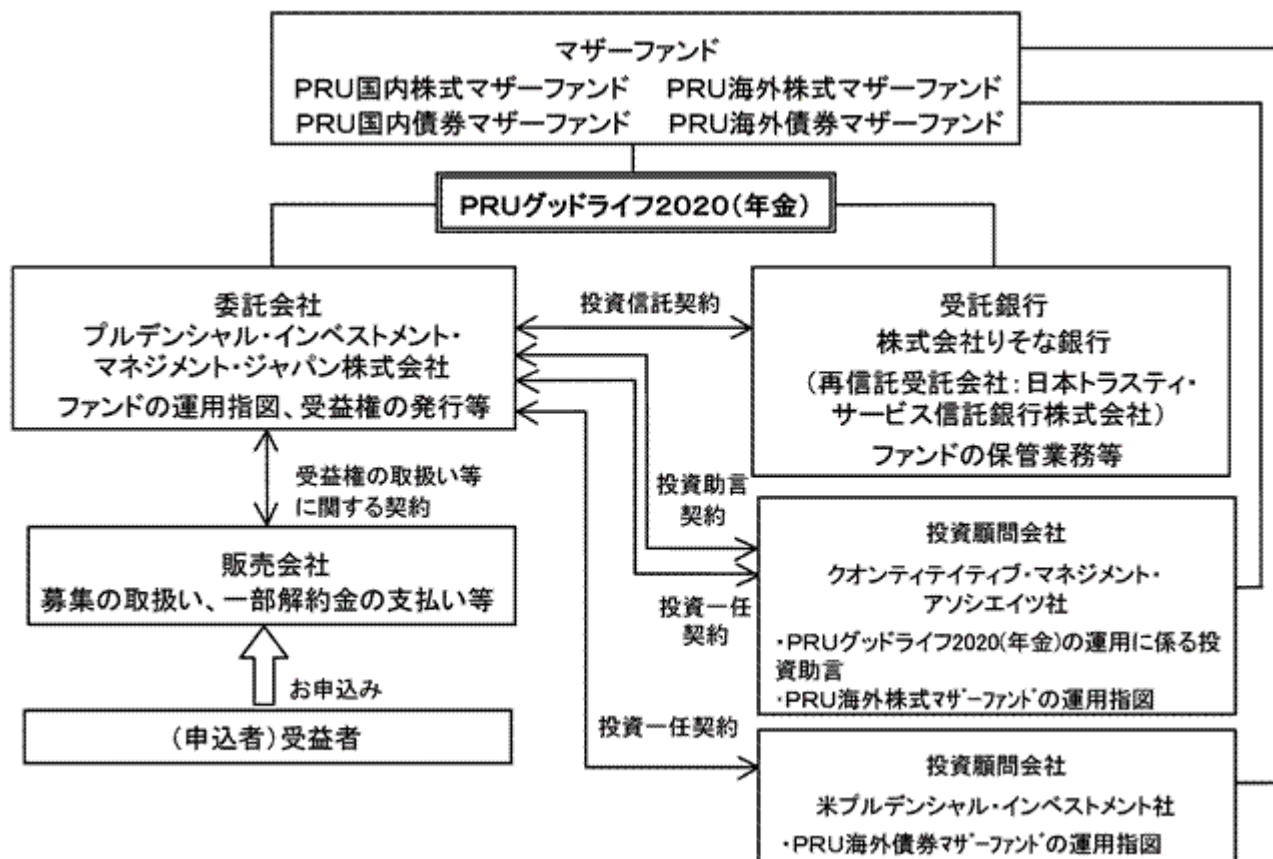 マザーファンド
PRU国内株式マザーファンド　PRU海外株式マザーファンド
PRU国内債券マザーファンド　PRU海外債券マザーファンド
PRUグッドライフ2020(年金)
委託会社
プルデンシャル・インベストメント・
マネジメント・ジャパン株式会社
ファンドの運用指図、受益権の発行等
投資信託契約
受託銀行
株式会社りそな銀行
（再信託受託会社：日本トラスティ・
サービス信託銀行株式会社）
ファンドの保管業務等
受益権の取扱い等
に関する契約
投資助言
契約
販売会社
募集の取扱い、一部解約金の支払い等
投資一任
契約
投資顧問会社
クオンティテイティブ・マネジメント・
アソシエイツ社
・PRUグッドライフ2020(年金)の運用に係る投
資助言
・PRU海外株式ﾏｻﾞｰﾌｧﾝﾄﾞの運用指図
お申込み
（申込者）受益者
投資一任契約
投資顧問会社
米プルデンシャル・インベストメント社
・PRU海外債券ﾏｻﾞｰﾌｧﾝﾄﾞの運用指図